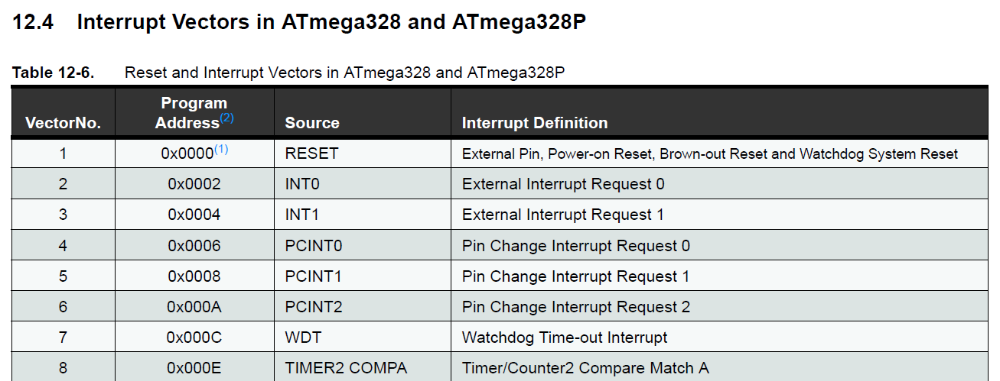 12.4 Interrupt Vectors in ATmega328 and ATmega328P
Table 12-6. Reset and Interrupt Vectors in ATmega328 and ATmega328P
VectorNo. Program Address(2) Source Interrupt Definition
1 0x0000(1) RESET External Pin, Power-on Reset, Brown-out Reset and Watchdog System Reset
2 0x0002 INT0 External Interrupt Request 0
3 0x0004 INT1 External Interrupt Request 1
4 0x0006 PCINT0 Pin Change Interrupt Request 0
5 0x0008 PCINT1 Pin Change Interrupt Request 1
6 0x000A PCINT2 Pin Change Interrupt Request 2
7 0x000C WDT Watchdog Time-out Interrupt
8 0x000E TIMER2 COMPA Timer/Counter2 Compare Match A